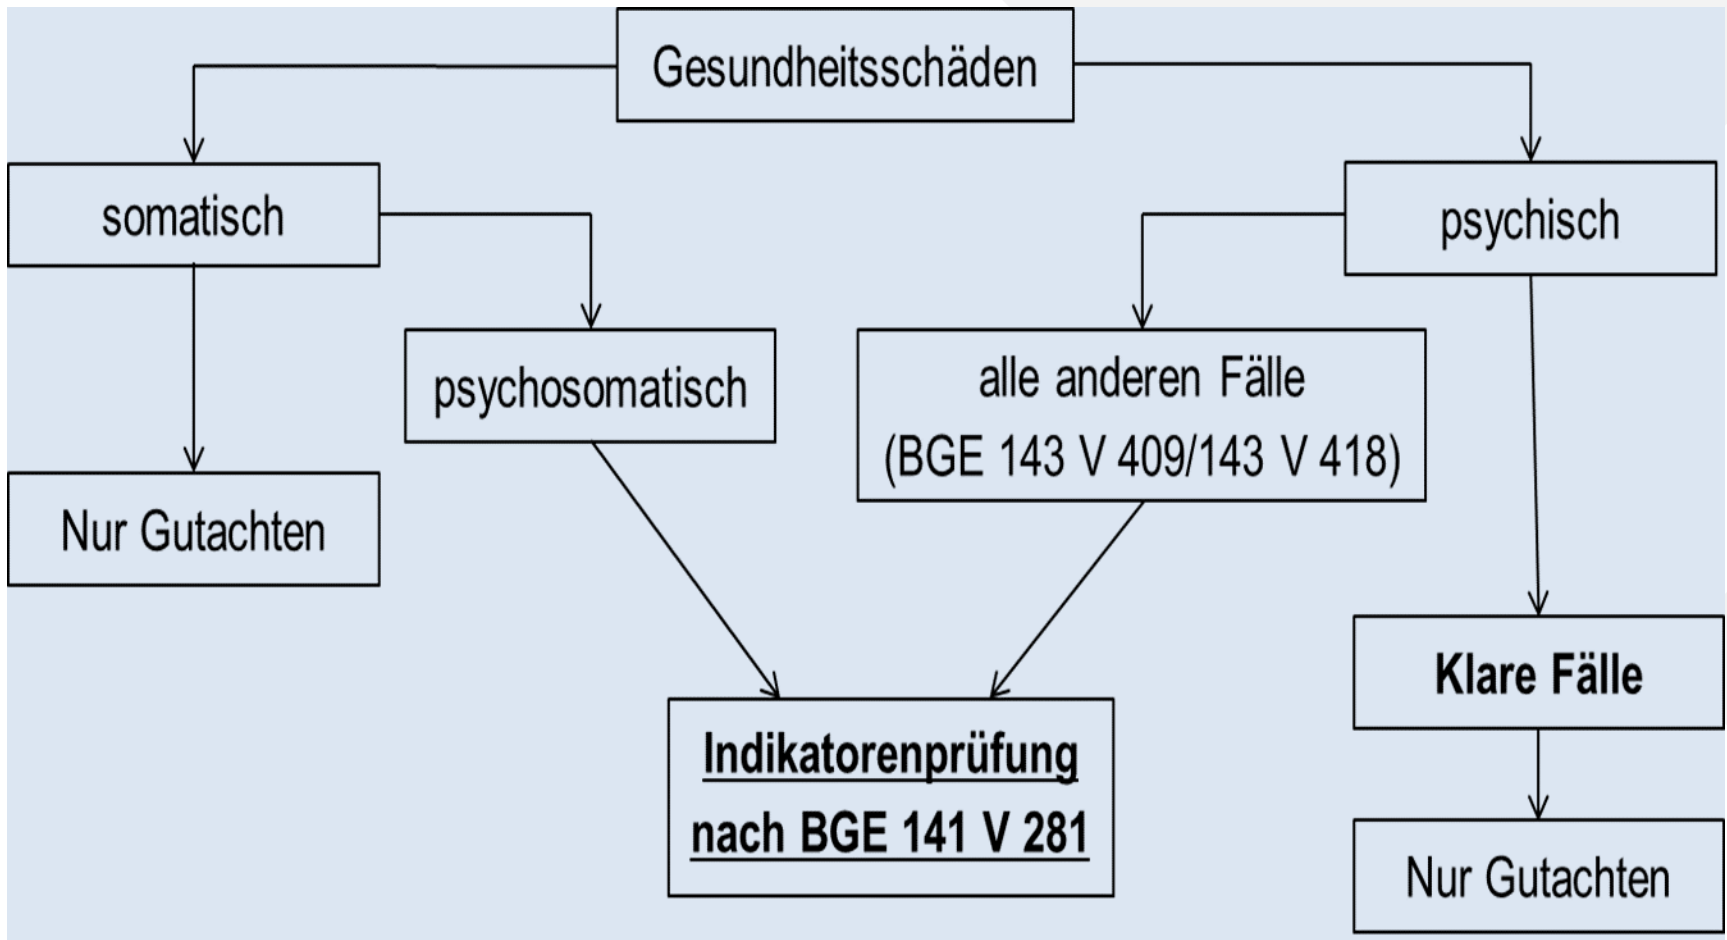 Gesundheitsschäden
somatisch
psychisch
psychosomatisch
alle anderen Fälle
(BGE 143 V 409/143 V 418)
Nur Gutachten
Klare Fälle
Indikatorenprüfung
nach BGE 141 V 281
Nur Gutachten